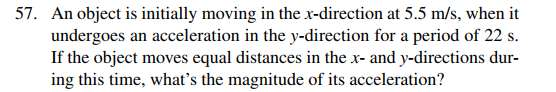 57. An object is initially moving in the x-direction at 5.5 m/s, when it
undergoes an acceleration in the y-direction for a period of 22 s.
If the object moves equal distances in the x- and y-directions dur-
ing this time, what's the magnitude of its acceleration?